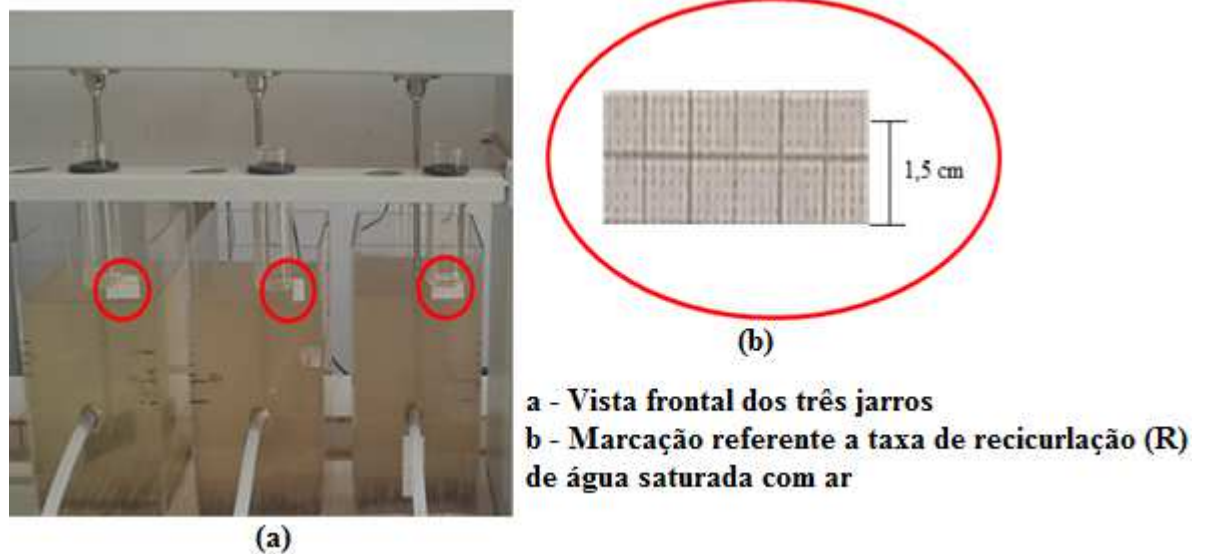 1,5 cm
(b)
a - Vista frontal dos três jarros
b - Marcação referente a taxa de recicurlação (R)
de água saturada com ar
(a)